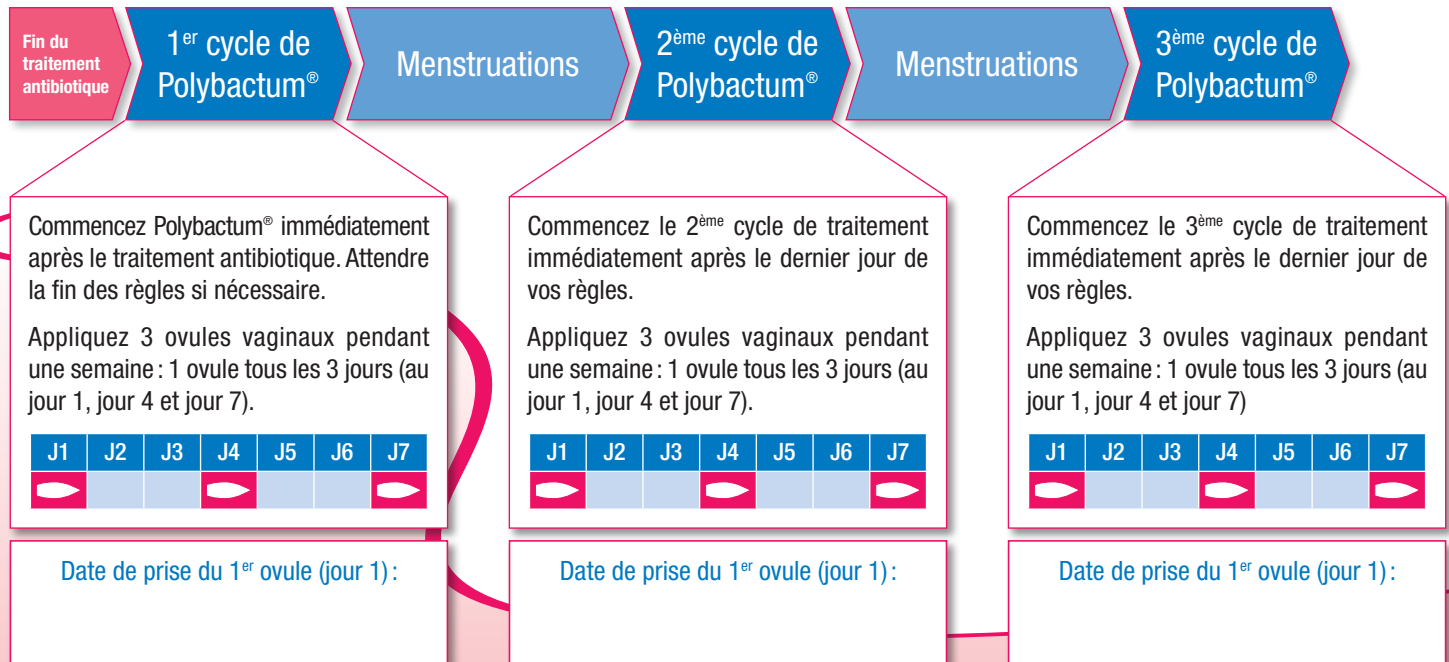 Fin du
traitement
antibiotique
1er cycle de
Polybactum®
Menstruations
2ème cycle de
Polybactum®
Menstruations
3ème cycle de
Polybactum®
Commencez Polybactum® immédiatement
après le traitement antibiotique. Attendre
la fin des règles si nécessaire.
Appliquez 3 ovules vaginaux pendant
une semaine : 1 ovule tous les 3 jours (au
jour 1, jour 4 et jour 7).
J1 J2 J3 J4 J5 J6 J7
Date de prise du 1er ovule (jour 1) :
Commencez le 2ème cycle de traitement
immédiatement après le dernier jour de
vos règles.
Appliquez 3 ovules vaginaux pendant
une semaine : 1 ovule tous les 3 jours (au
jour 1, jour 4 et jour 7).
J1 J2 J3 J4 J5 J6 J7
Date de prise du 1er ovule (jour 1) :
Commencez le 3ème cycle de traitement
immédiatement après le dernier jour de
vos règles.
Appliquez 3 ovules vaginaux pendant
une semaine : 1 ovule tous les 3 jours (au
jour 1, jour 4 et jour 7)
J1 J2 J3 J4 J5 J6 J7
Date de prise du 1er ovule (jour 1) :